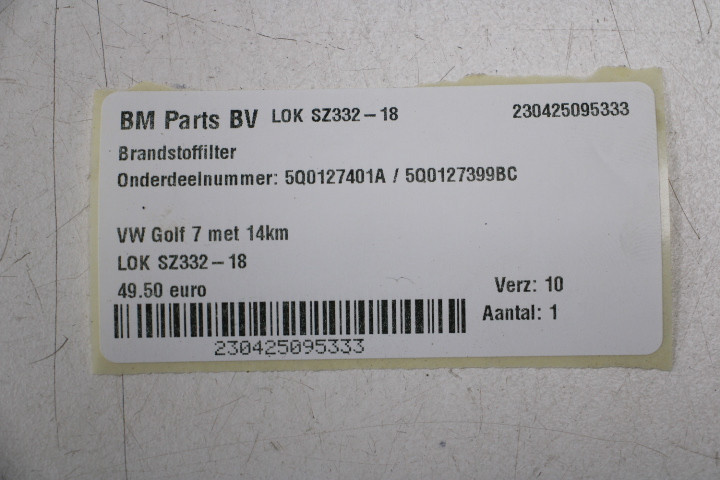 BM Parts BV LOK SZ332-18 230425095333
Brandstoffilter
Onderdeelnummer: 5Q0127401A / 5Q0127399BC
VW Golf 7 met 14km
LOK SZ332-18
49.50 euro
Verz: 10
Aantal: 1
230425095333